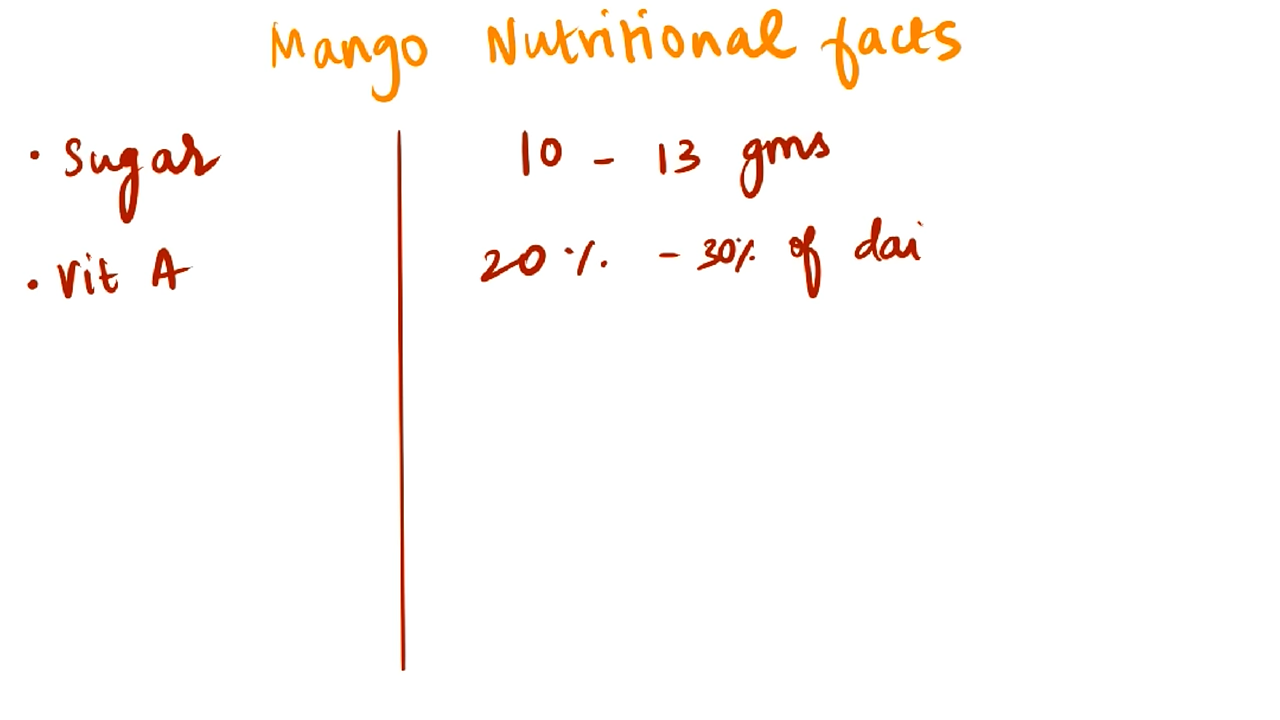 Mango Nutritional facts
• Sugar 10 - 13 gms
• Vit A 20% - 30% of dai